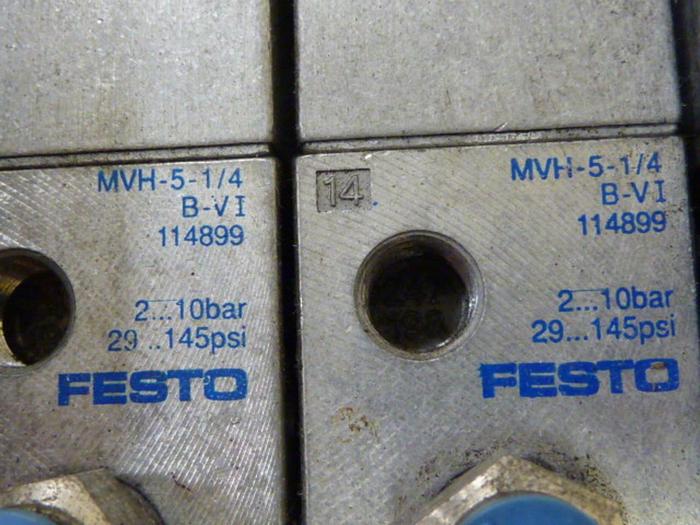 MVH-5-1/4
B-VI
114899
2...10bar
29...145psi
FESTO
14
MVH-5-1/4
B-VI
114899
2...10bar
29...145psi
FESTO